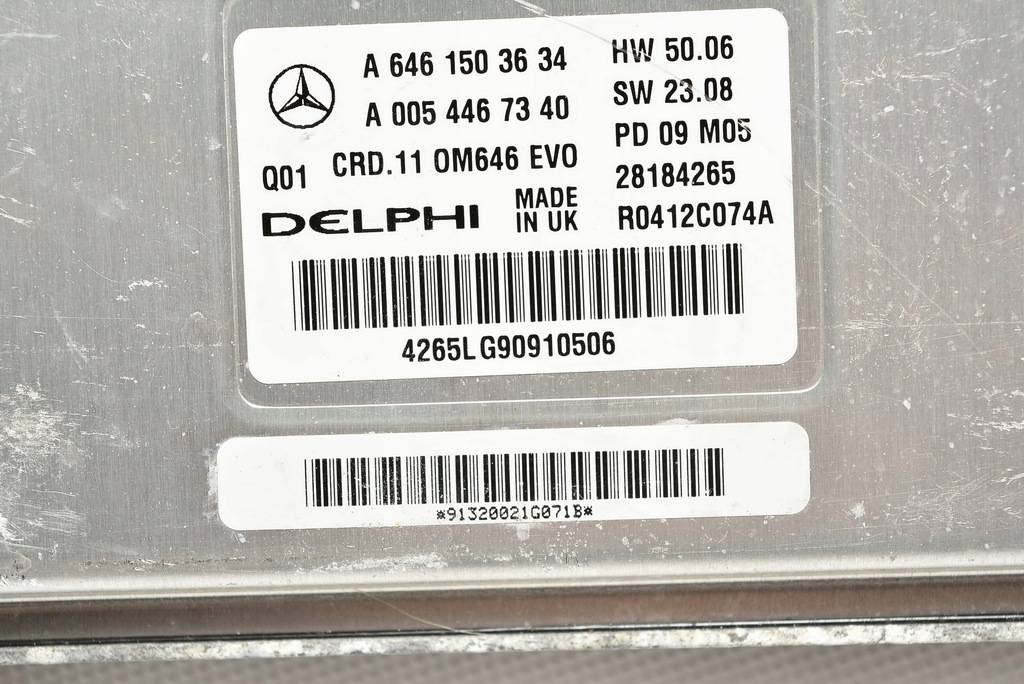 A 646 150 36 34
A 005 446 73 40
Q01 CRD.11 OM646 EVO
DELPHI MADE IN UK
HW 50.06
SW 23.08
PD 09 M05
28184265
R0412C074A
4265LG90910506
*91320021G071B*